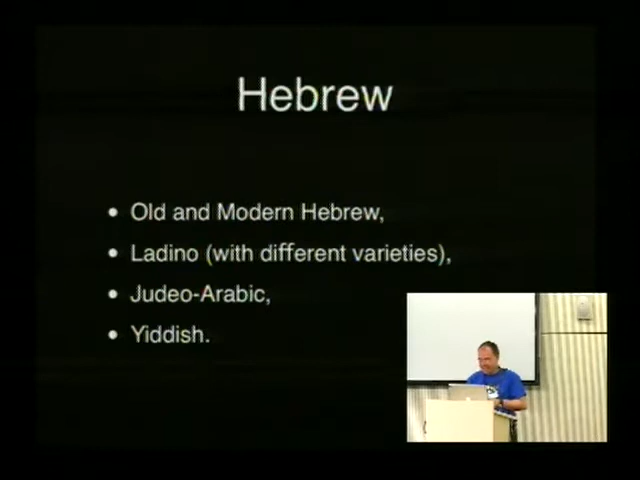 Hebrew
• Old and Modern Hebrew,
• Ladino (with different varieties),
• Judeo-Arabic,
• Yiddish.